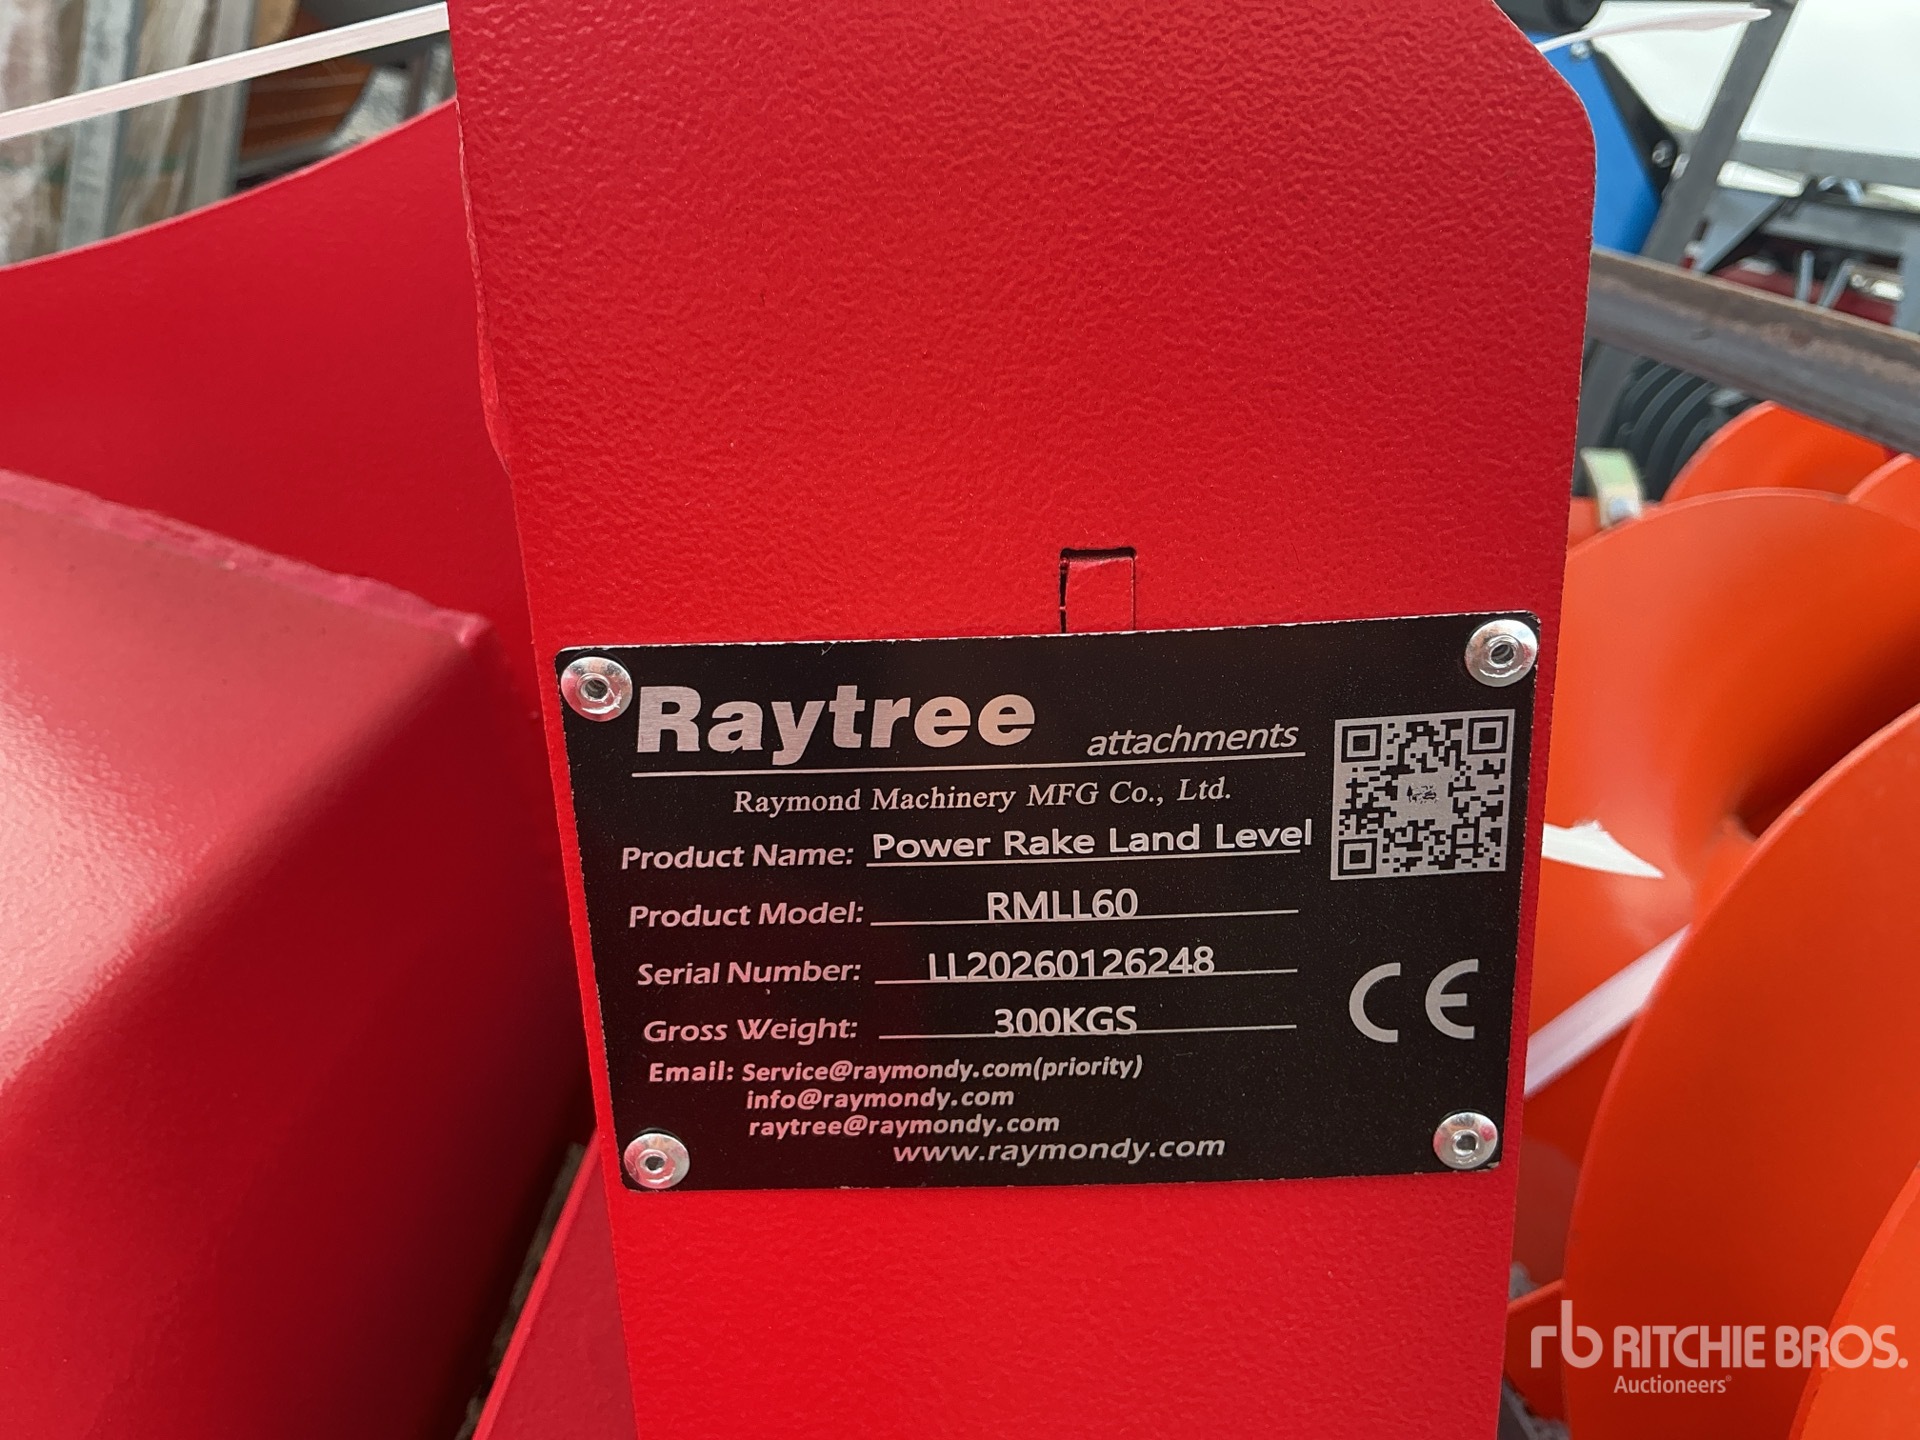 Raytree attachments
Raymond Machinery MFG Co., Ltd.
Product Name: Power Rake Land Level
Product Model: RMLL60
Serial Number: LL20260126248
Gross Weight: 300KGS
Email: Service@raymondy.com(priority)
info@raymondy.com
raytree@raymondy.com
www.raymondy.com
CE
rb RITCHIE BROS.
Auctioneers